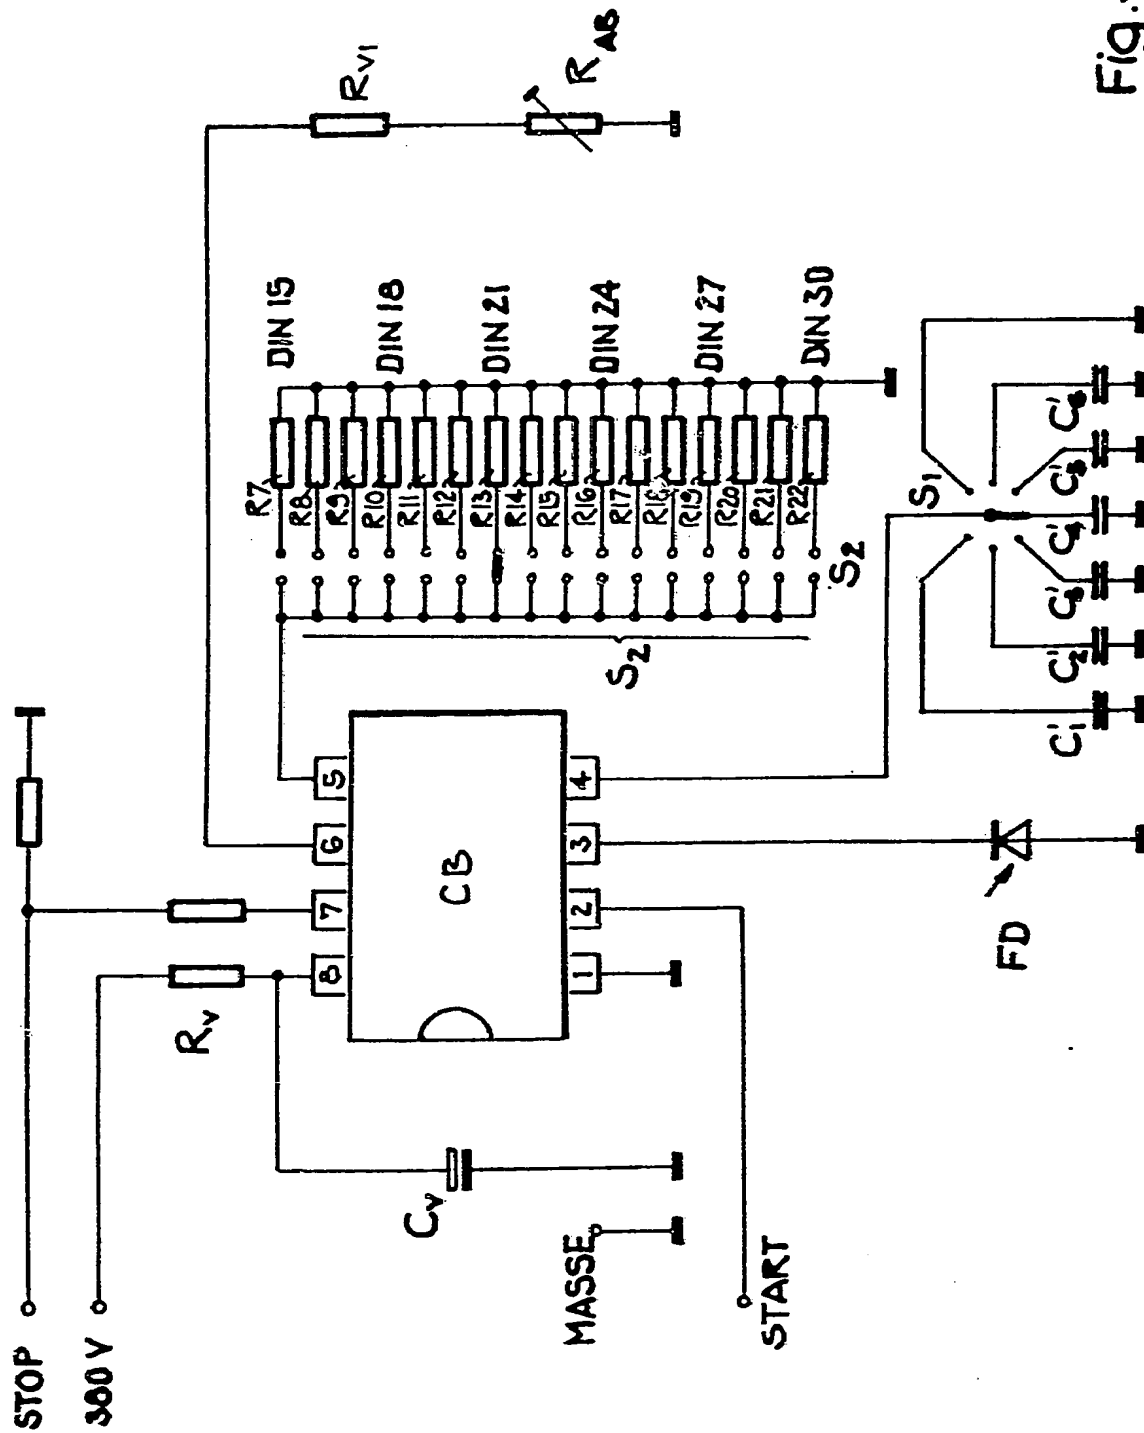 STOP
380V
R_V
C_V
MASSE
START
CB
8
7
6
5
1
2
3
4
R_V1
R_AB
DIN 15
DIN 18
DIN 21
DIN 24
DIN 27
DIN 30
R7
R8
R9
R10
R11
R12
R13
R14
R15
R16
R17
R18
R19
R20
R21
R22
S2
S2
S1
FD
C'1
C'2
C'3
C'4
C'5
C'6
Fig.